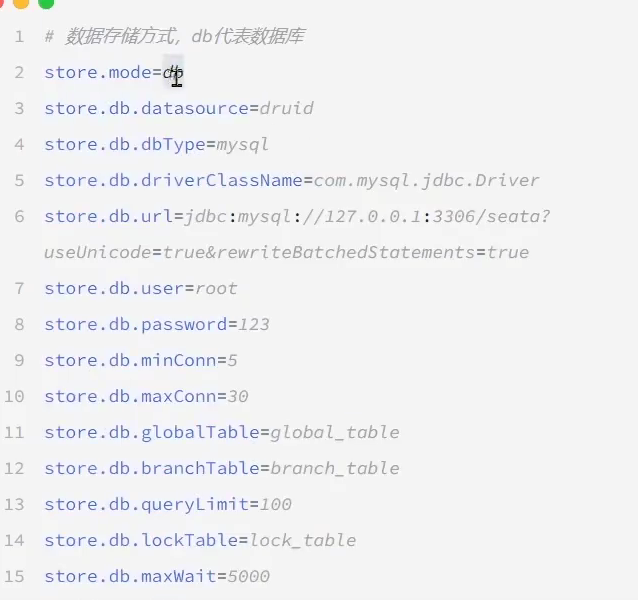 1 # 数据存储方式，db代表数据库
2 store.mode=db
3 store.db.datasource=druid
4 store.db.dbType=mysql
5 store.db.driverClassName=com.mysql.jdbc.Driver
6 store.db.url=jdbc:mysql://127.0.0.1:3306/seata?
useUnicode=true&rewriteBatchedStatements=true
7 store.db.user=root
8 store.db.password=123
9 store.db.minConn=5
10 store.db.maxConn=30
11 store.db.globalTable=global_table
12 store.db.branchTable=branch_table
13 store.db.queryLimit=100
14 store.db.lockTable=lock_table
15 store.db.maxWait=5000